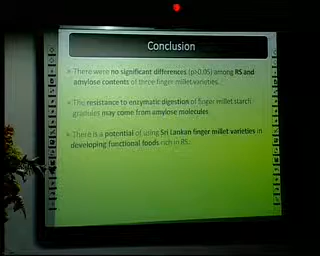 Conclusion
There were no significant differences (p>0.05) among RS and
amylose contents of three finger millet varieties.
The resistance to enzymatic digestion of finger millet starch
granules may come from amylose molecules
There is a potential of using Sri Lankan finger millet varieties in
developing functional foods rich in RS.